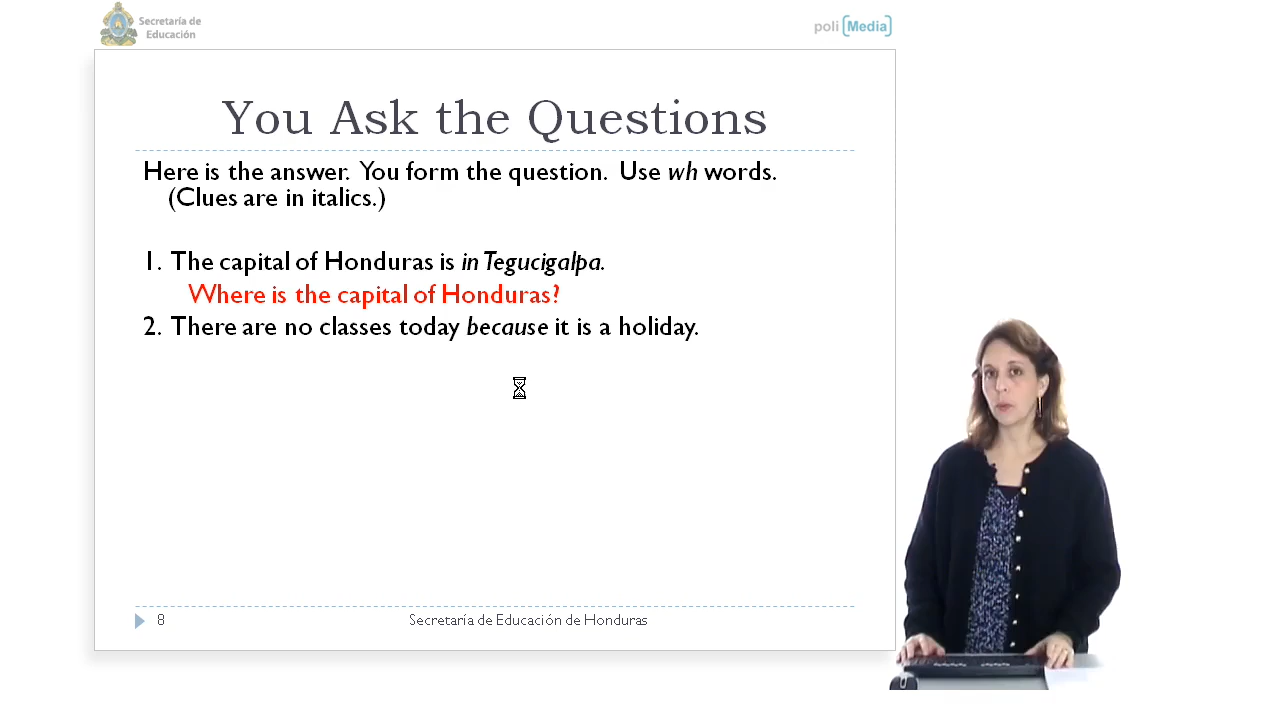 Secretaría de
Educación
poli [Media]
You Ask the Questions
Here is the answer. You form the question. Use wh words.
(Clues are in italics.)
1. The capital of Honduras is in Tegucigalpa.
Where is the capital of Honduras?
2. There are no classes today because it is a holiday.
8
Secretaría de Educación de Honduras